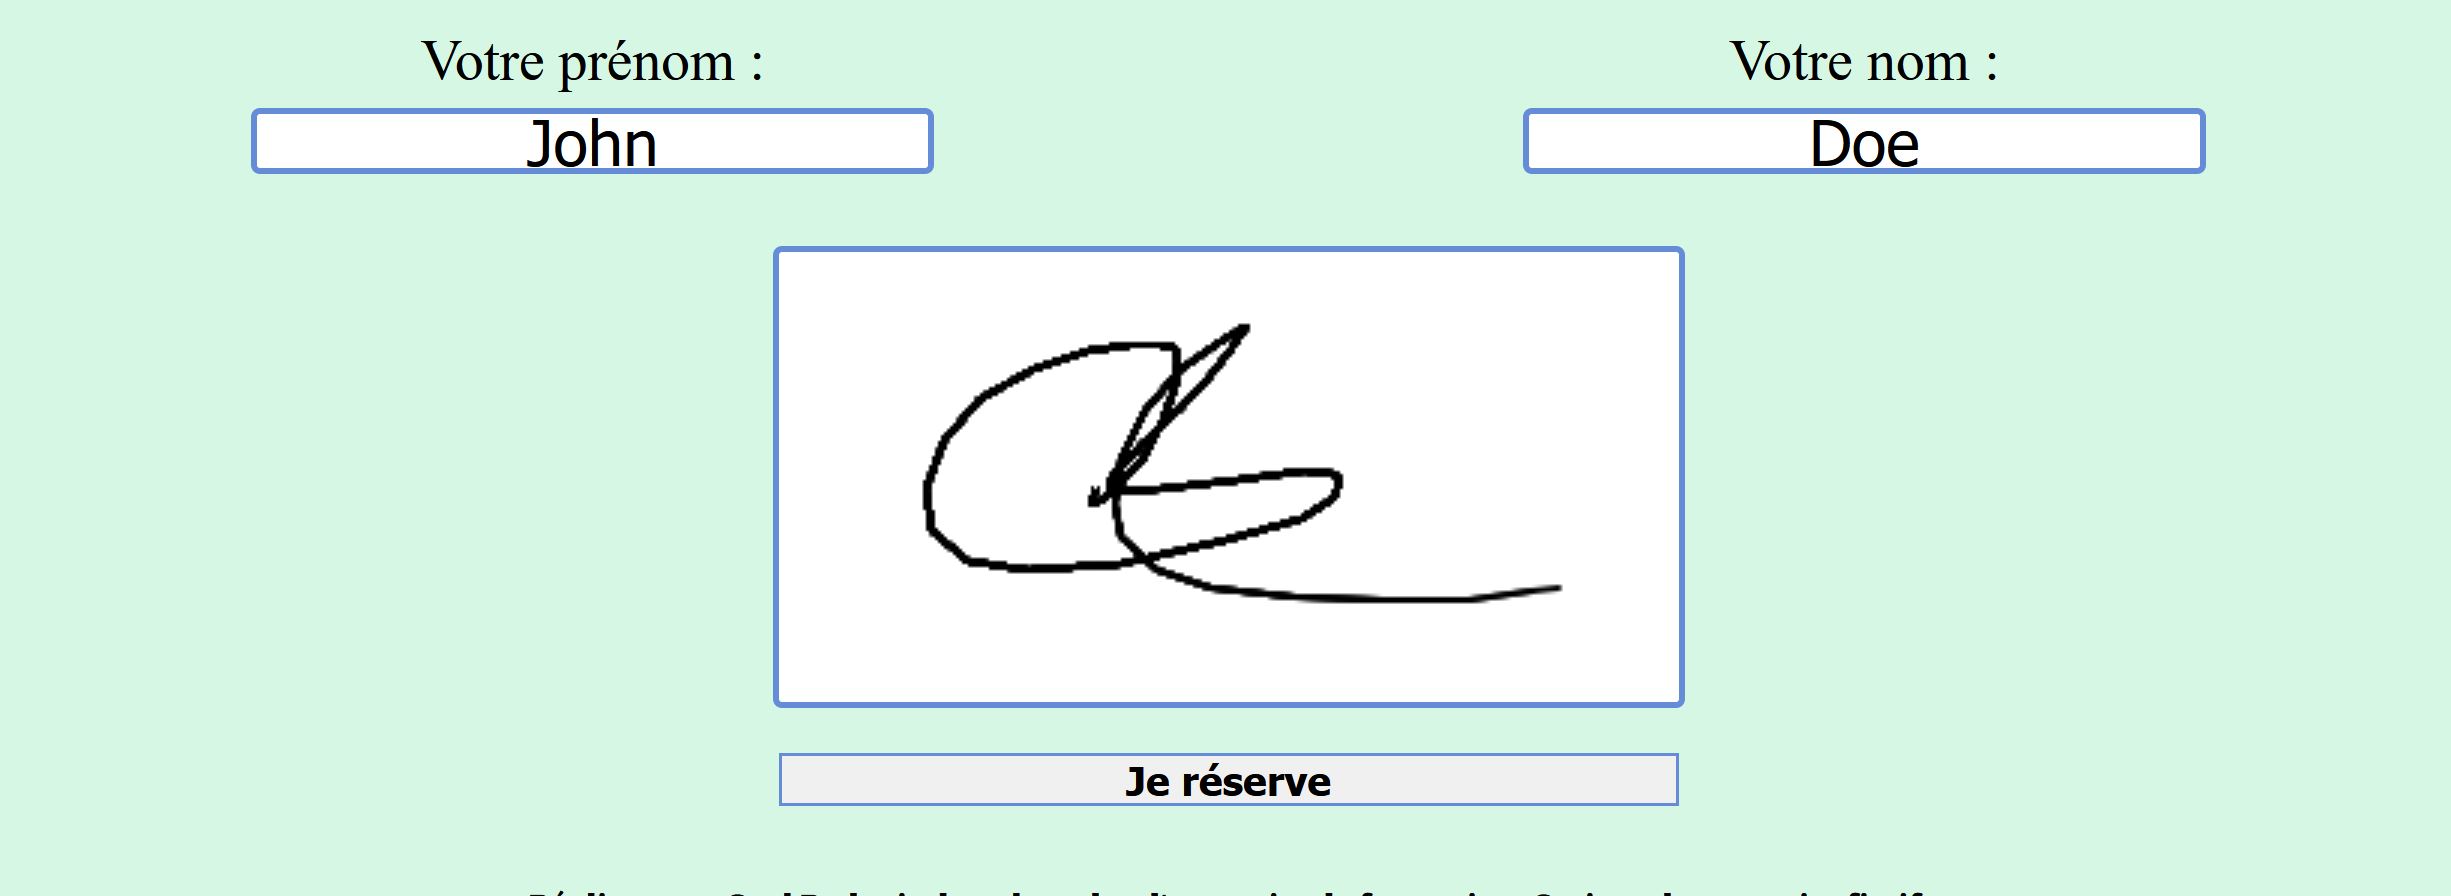 Votre prénom :
Votre nom :
John
Doe
Je réserve